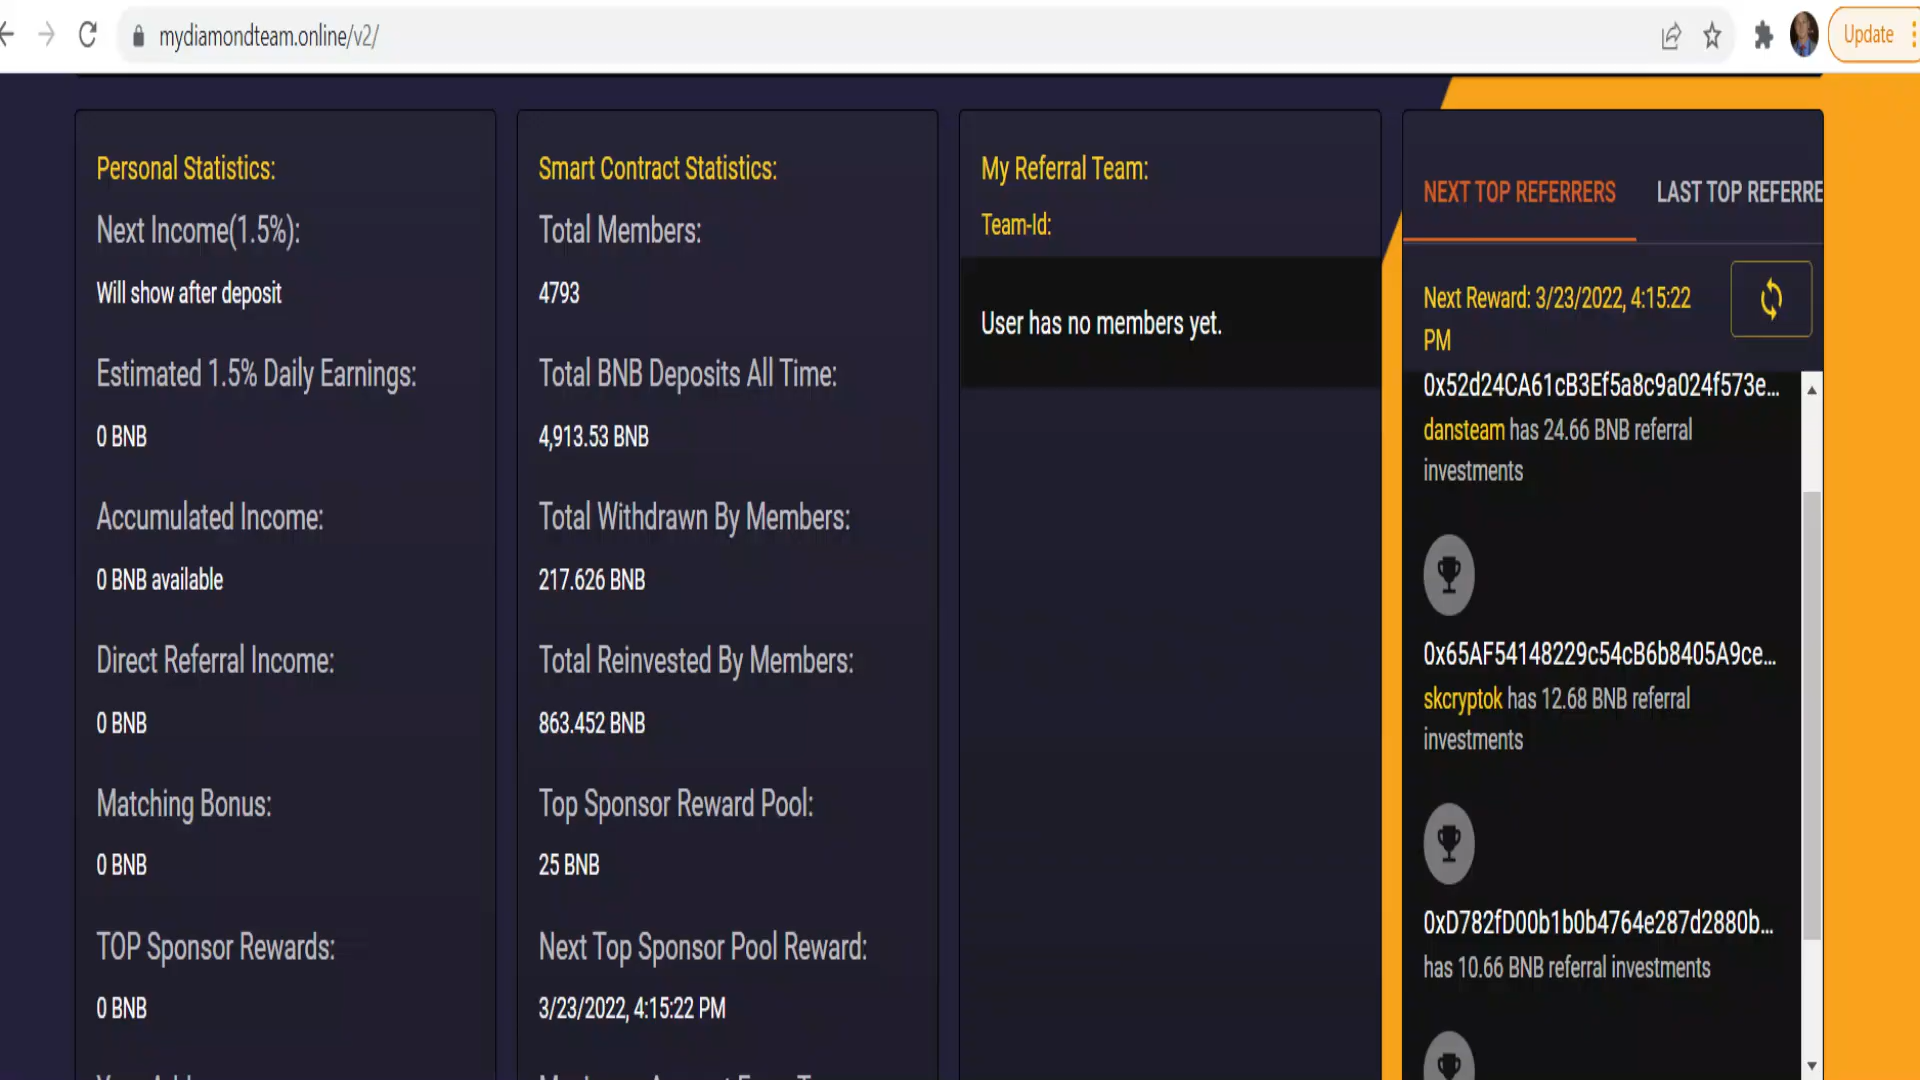 mydiamondteam.online/v2/
Update
Personal Statistics:
Next Income(1.5%):
Will show after deposit
Estimated 1.5% Daily Earnings:
0 BNB
Accumulated Income:
0 BNB available
Direct Referral Income:
0 BNB
Matching Bonus:
0 BNB
TOP Sponsor Rewards:
0 BNB
Smart Contract Statistics:
Total Members:
4793
Total BNB Deposits All Time:
4,913.53 BNB
Total Withdrawn By Members:
217.626 BNB
Total Reinvested By Members:
863.452 BNB
Top Sponsor Reward Pool:
25 BNB
Next Top Sponsor Pool Reward:
3/23/2022, 4:15:22 PM
My Referral Team:
Team-Id:
User has no members yet.
NEXT TOP REFERRERS LAST TOP REFERRE
Next Reward: 3/23/2022, 4:15:22
PM
0x52d24CA61cB3Ef5a8c9a024f573e...
dansteam has 24.66 BNB referral
investments
0x65AF54148229c54cB6b8405A9ce...
skcryptok has 12.68 BNB referral
investments
0xD782fD00b1b0b4764e287d2880b...
has 10.66 BNB referral investments